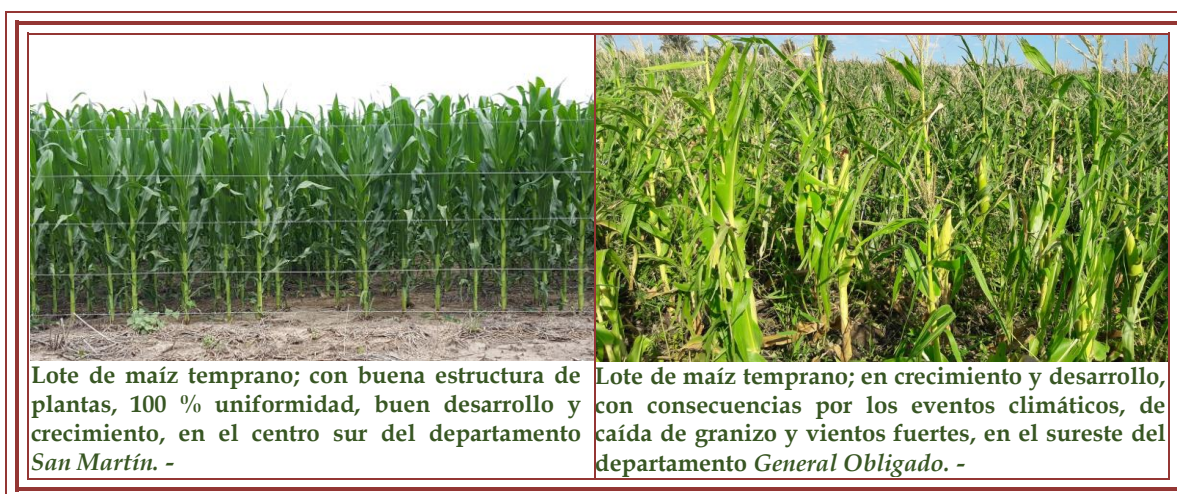 Lote de maíz temprano; con buena estructura de
plantas, 100 % uniformidad, buen desarrollo y
crecimiento, en el centro sur del departamento
San Martín. -
Lote de maíz temprano; en crecimiento y desarrollo,
con consecuencias por los eventos climáticos, de
caída de granizo y vientos fuertes, en el sureste del
departamento General Obligado. -